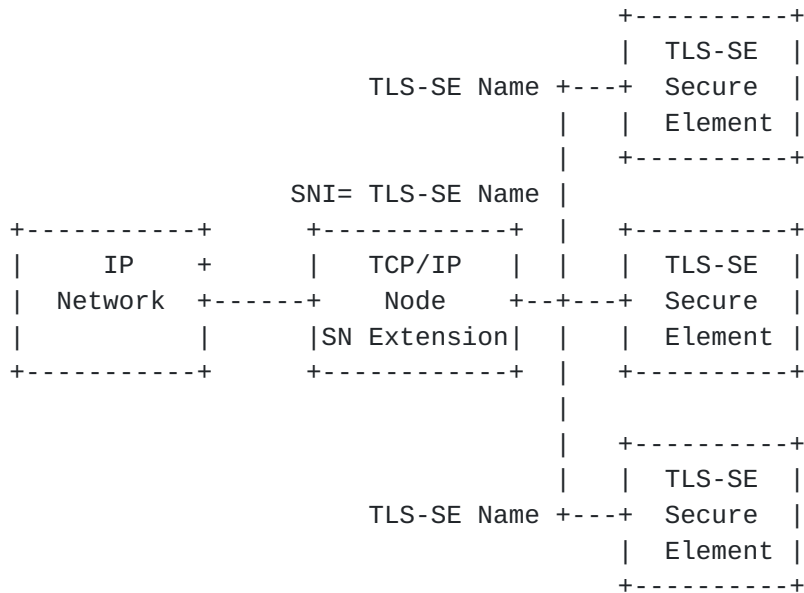 TLS-SE
TLS-SE Name Secure
Element
SNI= TLS-SE Name
IP TCP/IP TLS-SE
Network Node Secure
SN Extension Element
TLS-SE
TLS-SE Name Secure
Element